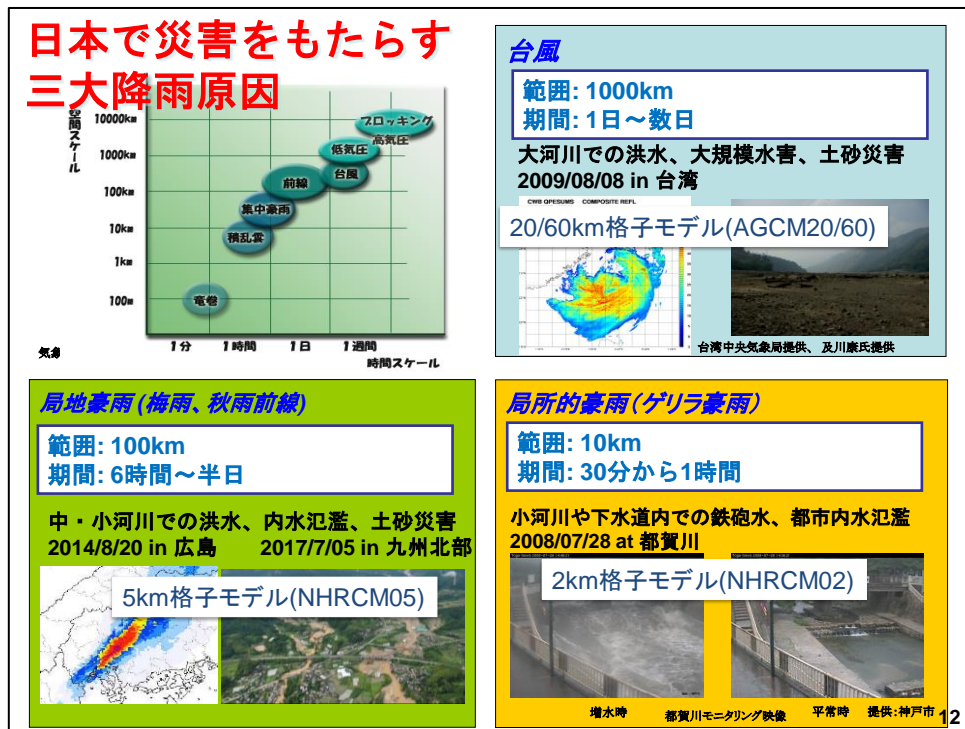 日本で災害をもたらす
三大降雨原因
空間スケール
10000km
1000km
100km
10km
1km
100m
ブロッキング
高気圧
低気圧
台風
前線
集中豪雨
積乱雲
竜巻
1分 1時間 1日 1週間
時間スケール
気象
台風
範囲: 1000km
期間: 1日～数日
大河川での洪水、大規模水害、土砂災害
2009/08/08 in 台湾
CWB QPESUMS COMPOSITE REFL
20/60km格子モデル(AGCM20/60)
台湾中央気象局提供、及川康氏提供
局地豪雨 (梅雨、秋雨前線)
範囲: 100km
期間: 6時間～半日
中・小河川での洪水、内水氾濫、土砂災害
2014/8/20 in 広島 2017/7/05 in 九州北部
5km格子モデル(NHRCM05)
局所的豪雨（ゲリラ豪雨）
範囲: 10km
期間: 30分から1時間
小河川や下水道内での鉄砲水、都市内水氾濫
2008/07/28 at 都賀川
2km格子モデル(NHRCM02)
増水時 都賀川モニタリング映像 平常時 提供:神戸市
12